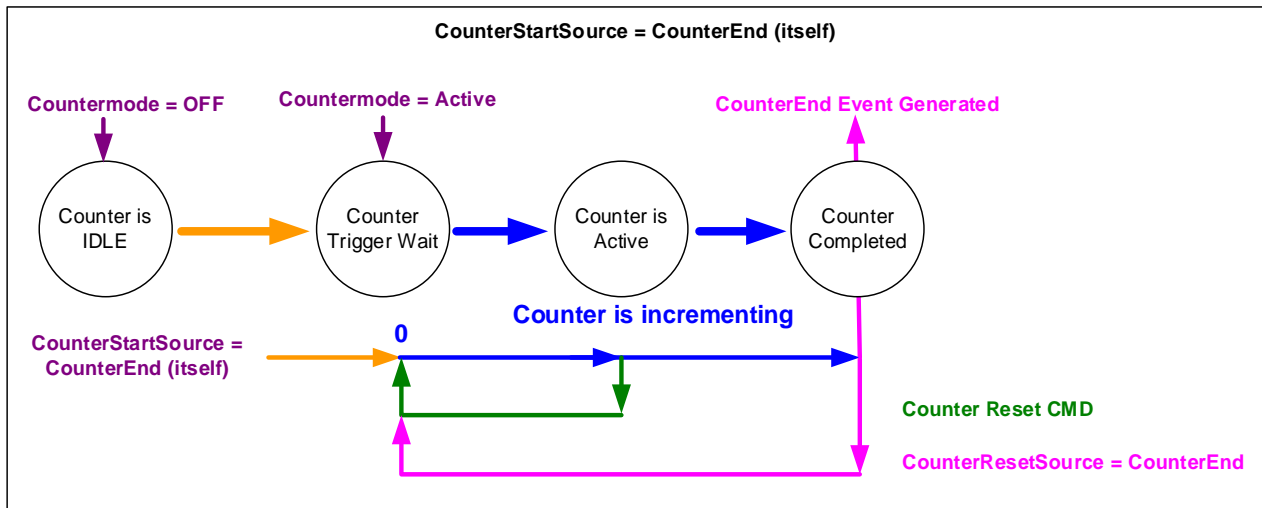 CounterStartSource = CounterEnd (itself)
Countermode = OFF
Countermode = Active
CounterEnd Event Generated
Counter is
IDLE
Counter
Trigger Wait
Counter is
Active
Counter
Completed
Counter is incrementing
0
CounterStartSource =
CounterEnd (itself)
Counter Reset CMD
CounterResetSource = CounterEnd